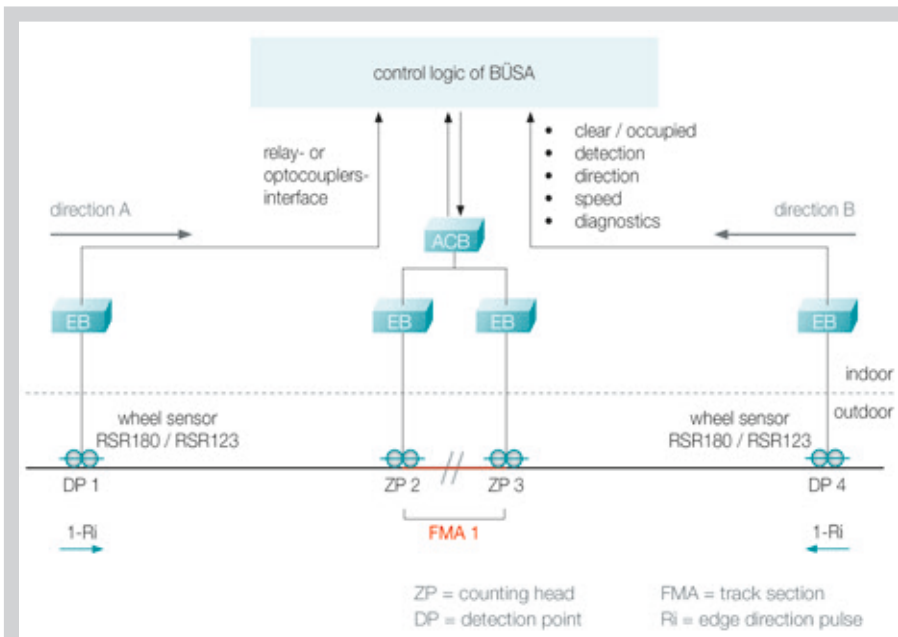 control logic of BÜSA
relay- or
optocouplers-
interface
• clear / occupied
• detection
• direction
• speed
• diagnostics
direction A
direction B
ACB
EB
EB
EB
EB
indoor
outdoor
wheel sensor
RSR180 / RSR123
wheel sensor
RSR180 / RSR123
DP 1
ZP 2
//
ZP 3
DP 4
1-Ri
FMA 1
1-Ri
ZP = counting head
FMA = track section
DP = detection point
Ri = edge direction pulse